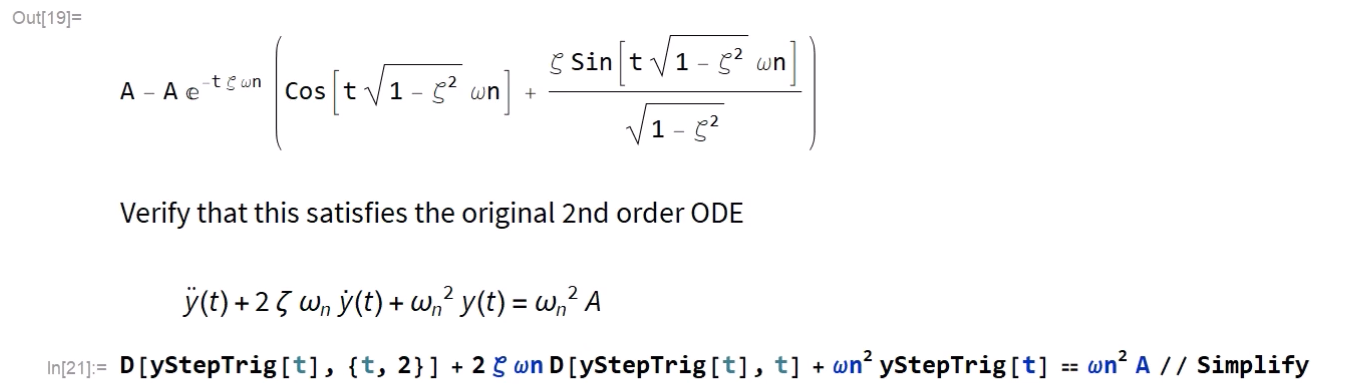 Out[19]=
A - A e^(-t ζ ωn) (Cos[t √(1 - ζ²) ωn] + (ζ Sin[t √(1 - ζ²) ωn]) / √(1 - ζ²))
Verify that this satisfies the original 2nd order ODE
ÿ(t) + 2 ζ ωₙ ẏ(t) + ωₙ² y(t) = ωₙ² A
In[21]:= D[yStepTrig[t], {t, 2}] + 2 ζ ωn D[yStepTrig[t], t] + ωn² yStepTrig[t] == ωn² A // Simplify